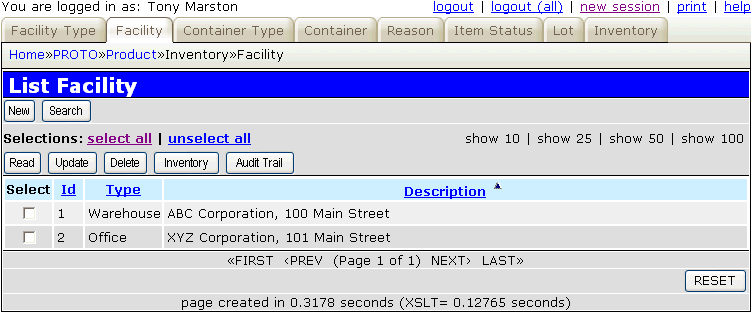 You are logged in as: Tony Marston logout | logout (all) | new session | print | help
Facility Type Facility Container Type Container Reason Item Status Lot Inventory
Home»PROTO»Product»Inventory»Facility
List Facility
New Search
Selections: select all | unselect all show 10 | show 25 | show 50 | show 100
Read Update Delete Inventory Audit Trail
Select Id Type Description
1 Warehouse ABC Corporation, 100 Main Street
2 Office XYZ Corporation, 101 Main Street
«FIRST ‹PREV (Page 1 of 1) NEXT› LAST»
RESET
page created in 0.3178 seconds (XSLT= 0.12765 seconds)